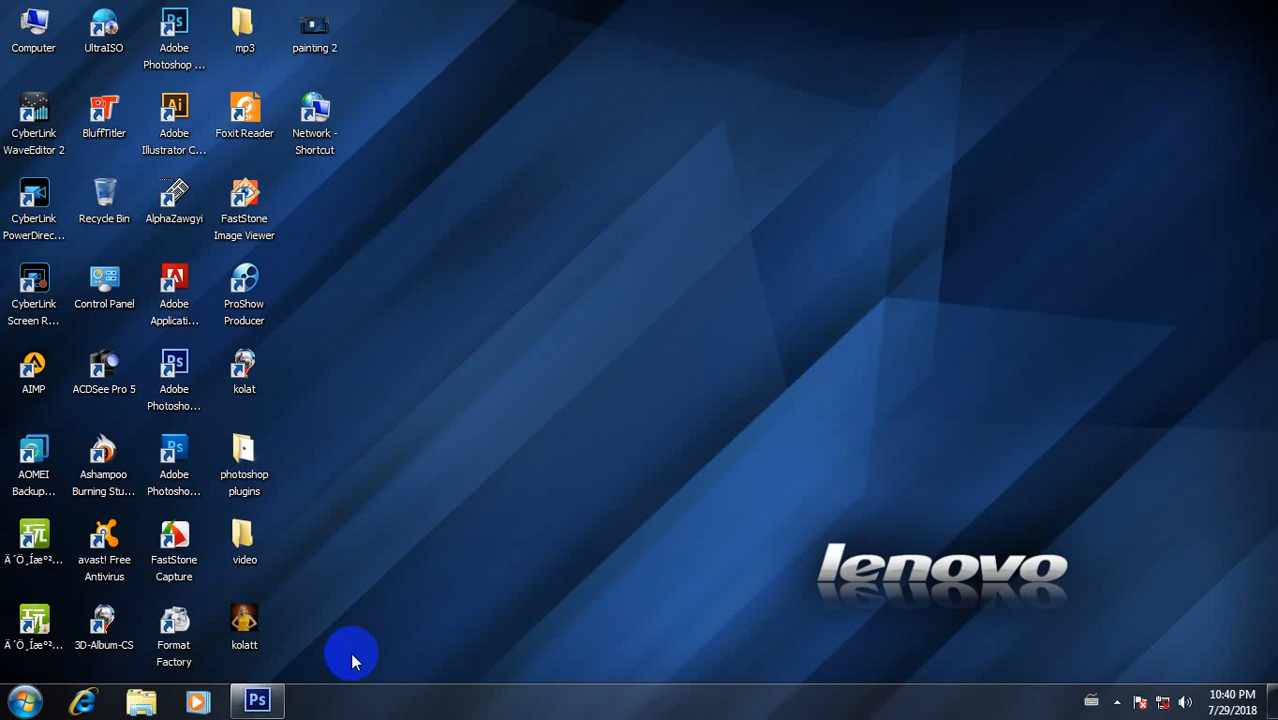 Computer
UltraISO
Adobe
Photoshop ...
mp3
painting 2
CyberLink
WaveEditor 2
BluffTitler
Adobe
Illustrator C...
Foxit Reader
Network -
Shortcut
CyberLink
PowerDirec...
Recycle Bin
AlphaZawgyi
FastStone
Image Viewer
CyberLink
Screen R...
Control Panel
Adobe
Applicati...
ProShow
Producer
AIMP
ACDSee Pro 5
Adobe
Photosho...
kolat
AOMEI
Backup...
Ashampoo
Burning Stu...
Adobe
Photosho...
photoshop
plugins
avast! Free
Antivirus
FastStone
Capture
video
3D-Album-CS
Format
Factory
kolatt
lenovo
Ps
10:40 PM
7/29/2018